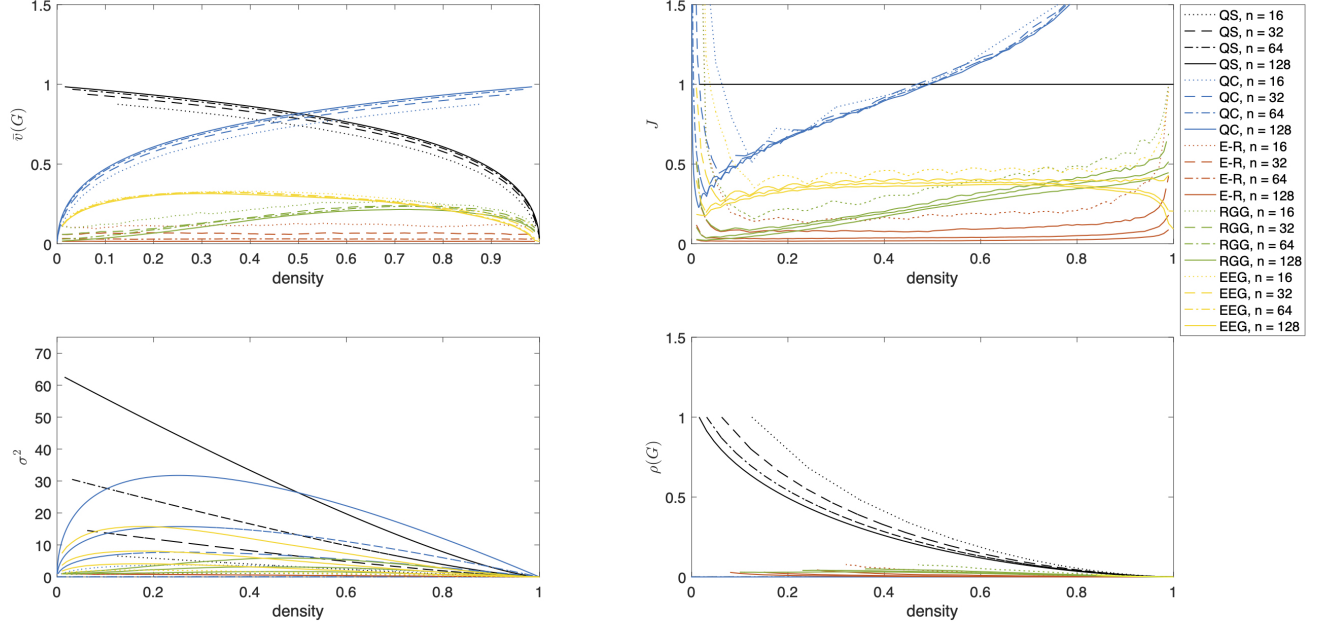 1.5
1
0.5
0
v̄(G)
0 0.1 0.2 0.3 0.4 0.5 0.6 0.7 0.8 0.9
density
1.5
1
0.5
0
J
0 0.2 0.4 0.6 0.8 1
density
QS, n = 16
QS, n = 32
QS, n = 64
QS, n = 128
QC, n = 16
QC, n = 32
QC, n = 64
QC, n = 128
E-R, n = 16
E-R, n = 32
E-R, n = 64
E-R, n = 128
RGG, n = 16
RGG, n = 32
RGG, n = 64
RGG, n = 128
EEG, n = 16
EEG, n = 32
EEG, n = 64
EEG, n = 128
70
60
50
40
30
20
10
0
σ²
0 0.2 0.4 0.6 0.8 1
density
1.5
1
0.5
0
ρ(G)
0 0.2 0.4 0.6 0.8 1
density